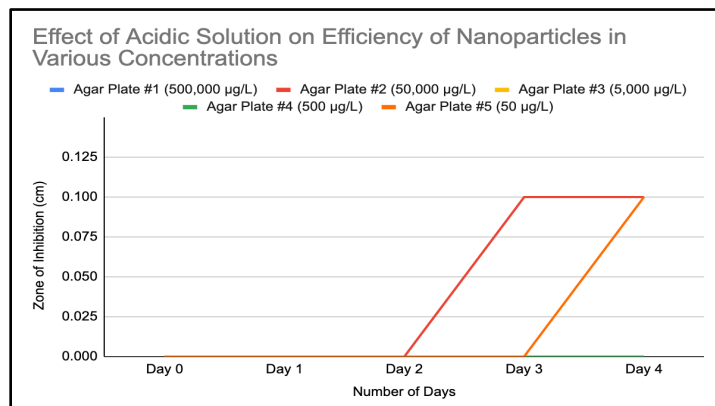 Effect of Acidic Solution on Efficiency of Nanoparticles in
Various Concentrations
Agar Plate #1 (500,000 µg/L) Agar Plate #2 (50,000 µg/L) Agar Plate #3 (5,000 µg/L)
Agar Plate #4 (500 µg/L) Agar Plate #5 (50 µg/L)
Zone of Inhibition (cm)
0.125
0.100
0.075
0.050
0.025
0.000
Day 0 Day 1 Day 2 Day 3 Day 4
Number of Days